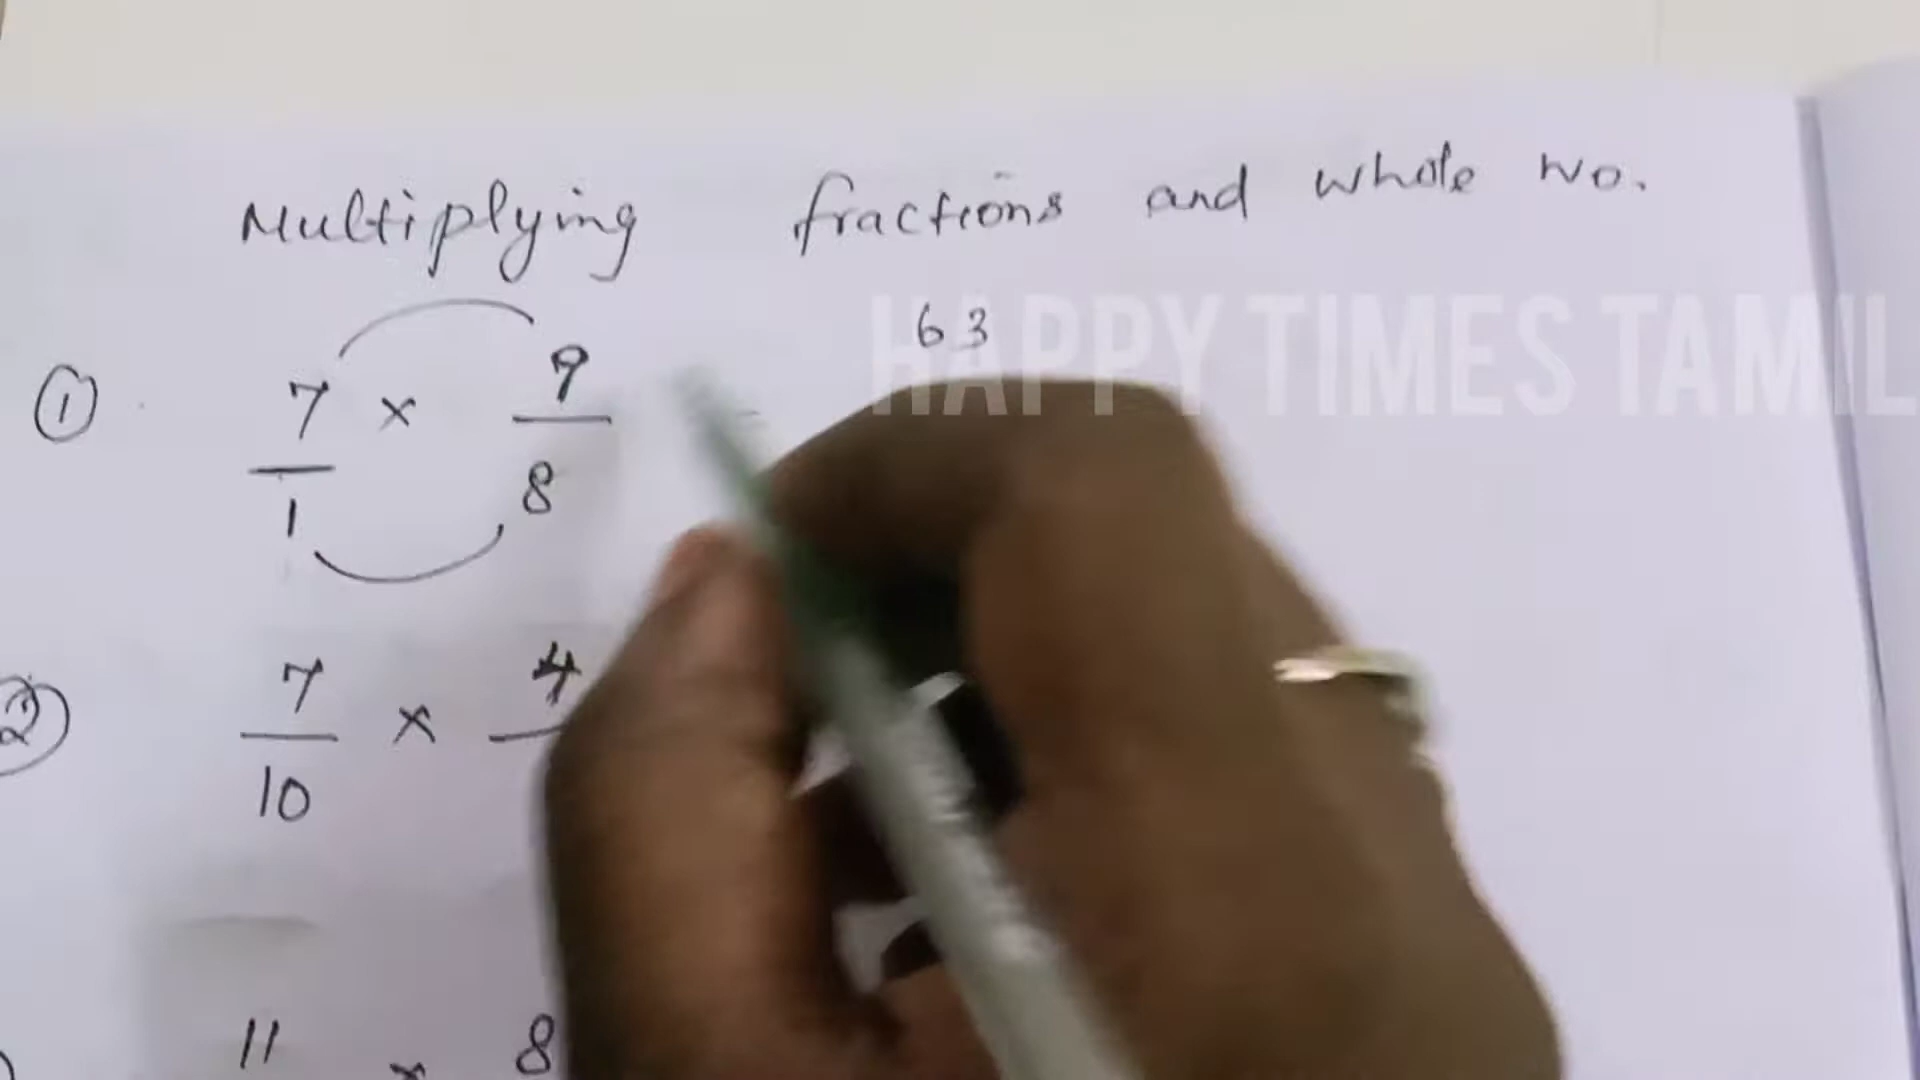 Multiplying fractions and whole No.
HAPPY TIMES TAMIL
63
① 7/1 × 9/8
② 7/10 × 4
11 × 8